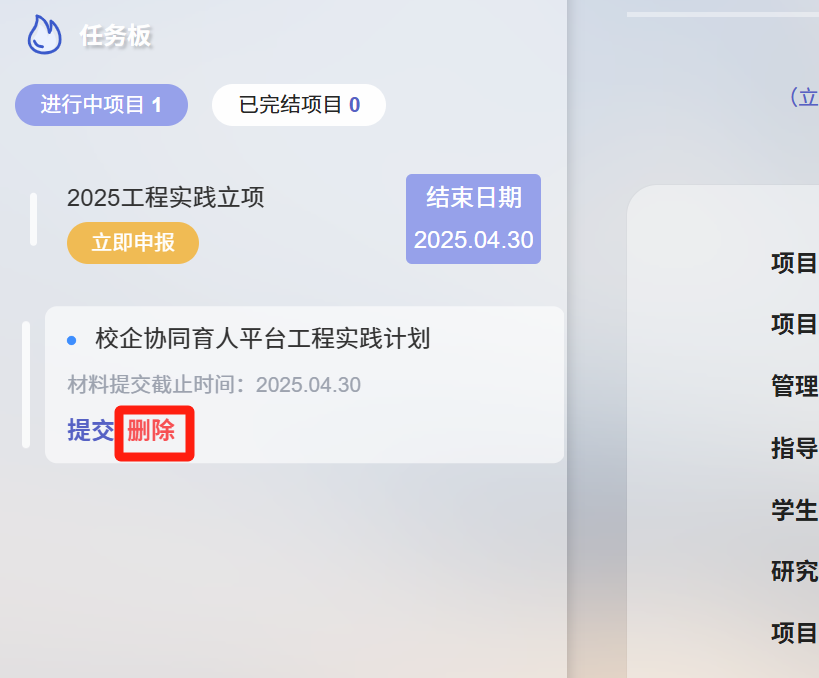 任务板
进行中项目 1
已完结项目 0
2025工程实践立项
立即申报
结束日期
2025.04.30
校企协同育人平台工程实践计划
材料提交截止时间：2025.04.30
提交 删除
（立
项目
项目
管理
指导
学生
研究
项目